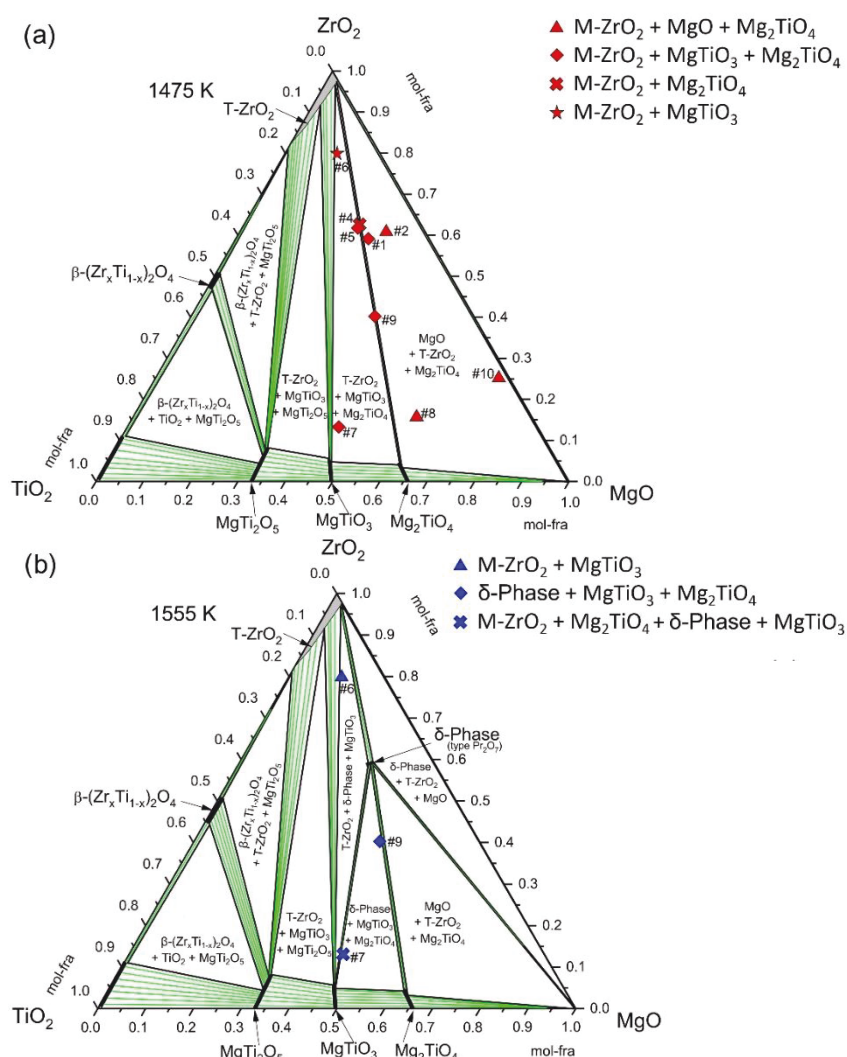 (a)
ZrO₂
1475 K
▲ M-ZrO₂ + MgO + Mg₂TiO₄
◆ M-ZrO₂ + MgTiO₃ + Mg₂TiO₄
✖ M-ZrO₂ + Mg₂TiO₄
★ M-ZrO₂ + MgTiO₃
0.0
0.1
0.2
0.3
0.4
0.5
0.6
0.7
0.8
0.9
1.0
mol-fra
1.0
0.9
0.8
0.7
0.6
0.5
0.4
0.3
0.2
0.1
0.0
mol-fra
T-ZrO₂
β-(ZrₓTi₁₋ₓ)₂O₄
β-(ZrₓTi₁₋ₓ)₂O₄
+ T-ZrO₂ + MgTi₂O₅
#6
#4
#5
#2
#1
#9
#10
#8
#7
MgO
+ T-ZrO₂
+ Mg₂TiO₄
T-ZrO₂
+ MgTiO₃
+ MgTi₂O₅
T-ZrO₂
+ MgTiO₃
+ Mg₂TiO₄
β-(ZrₓTi₁₋ₓ)₂O₄
+ TiO₂ + MgTi₂O₅
TiO₂
MgO
0.0 0.1 0.2 0.3 0.4 0.5 0.6 0.7 0.8 0.9 1.0
mol-fra
MgTi₂O₅
MgTiO₃
Mg₂TiO₄
(b)
ZrO₂
1555 K
▲ M-ZrO₂ + MgTiO₃
◆ δ-Phase + MgTiO₃ + Mg₂TiO₄
✖ M-ZrO₂ + Mg₂TiO₄ + δ-Phase + MgTiO₃
0.0
0.1
0.2
0.3
0.4
0.5
0.6
0.7
0.8
0.9
1.0
mol-fra
1.0
0.9
0.8
0.7
0.6
0.5
0.4
0.3
0.2
0.1
0.0
mol-fra
T-ZrO₂
#6
δ-Phase
(type Pr₂O₇)
δ-Phase
+ T-ZrO₂
+ MgO
β-(ZrₓTi₁₋ₓ)₂O₄
β-(ZrₓTi₁₋ₓ)₂O₄
+ T-ZrO₂ + MgTi₂O₅
T-ZrO₂ + δ-Phase + MgTiO₃
#9
#7
T-ZrO₂
+ MgTiO₃
+ MgTi₂O₅
δ-Phase
+ MgTiO₃
+ Mg₂TiO₄
MgO
+ T-ZrO₂
+ Mg₂TiO₄
β-(ZrₓTi₁₋ₓ)₂O₄
+ TiO₂ + MgTi₂O₅
TiO₂
MgO
0.0 0.1 0.2 0.3 0.4 0.5 0.6 0.7 0.8 0.9 1.0
mol-fra
MgTi₂O₅
MgTiO₃
Mg₂TiO₄